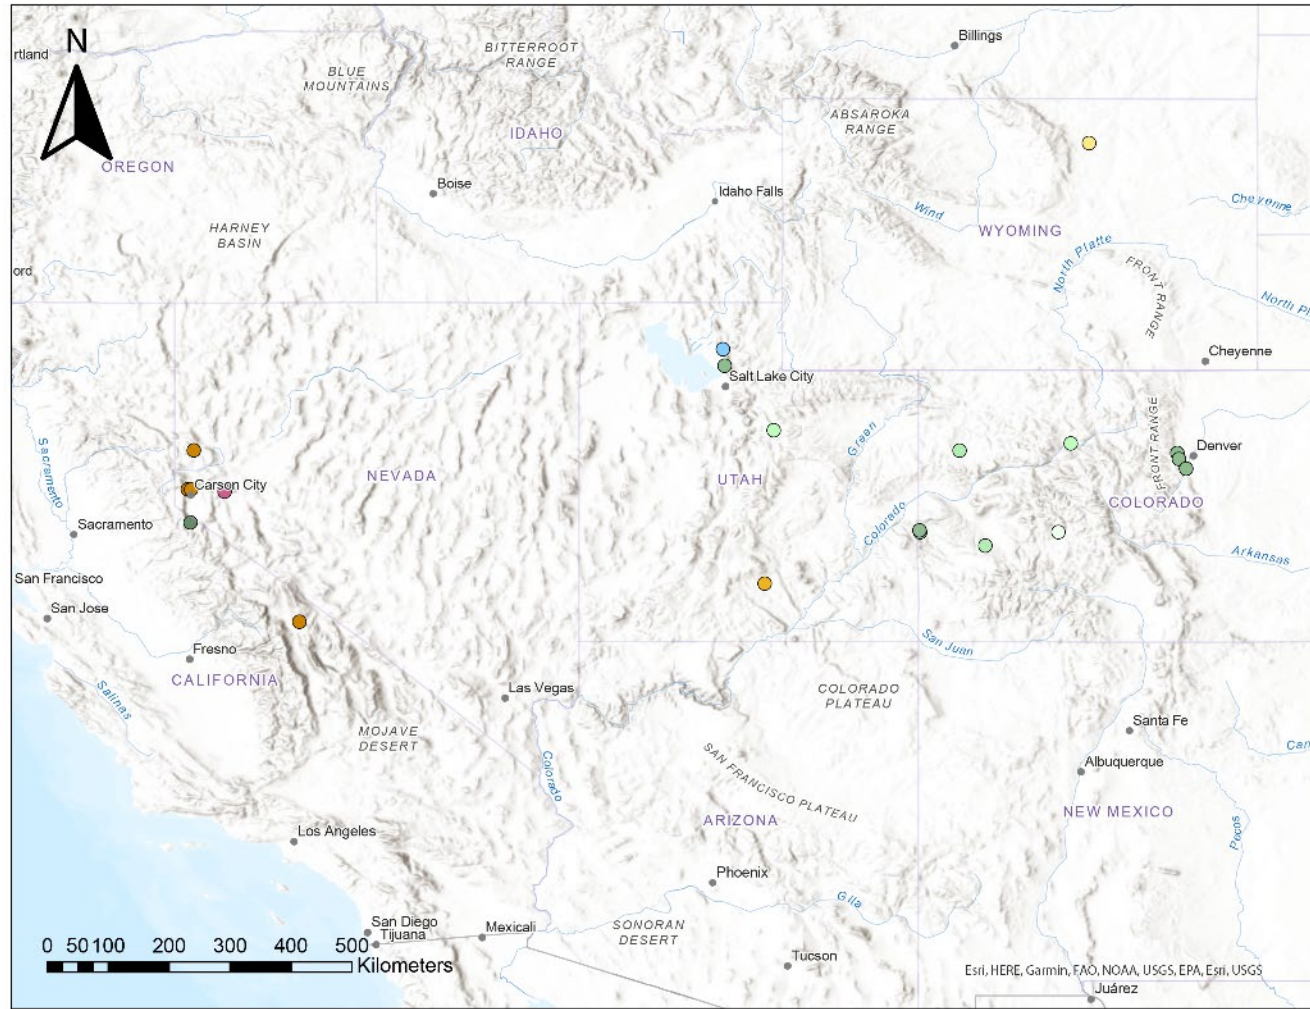 N
rtland
Billings
BITTERROOT
RANGE
BLUE
MOUNTAINS
IDAHO
ABSAROKA
RANGE
OREGON
Boise
Idaho Falls
Wind
Cheyenne
HARNEY
BASIN
WYOMING
North Platte
ord
FRONT RANGE
North Pl
Cheyenne
Salt Lake City
FRONT RANGE
Green
Denver
Sacramento
NEVADA
UTAH
Carson City
COLORADO
Sacramento
Colorado
Arkansas
San Francisco
San Jose
San Juan
Fresno
CALIFORNIA
Salinas
Las Vegas
COLORADO
PLATEAU
Santa Fe
MOJAVE
DESERT
Can
Colorado
SAN FRANCISCO PLATEAU
Albuquerque
ARIZONA
NEW MEXICO
Los Angeles
Pecos
Phoenix
Gila
San Diego
Tijuana
Mexicali
SONORAN
DESERT
0 50 100 200 300 400 500
Kilometers
Tucson
Esri, HERE, Garmin, FAO, NOAA, USGS, EPA, Esri, USGS
Juárez